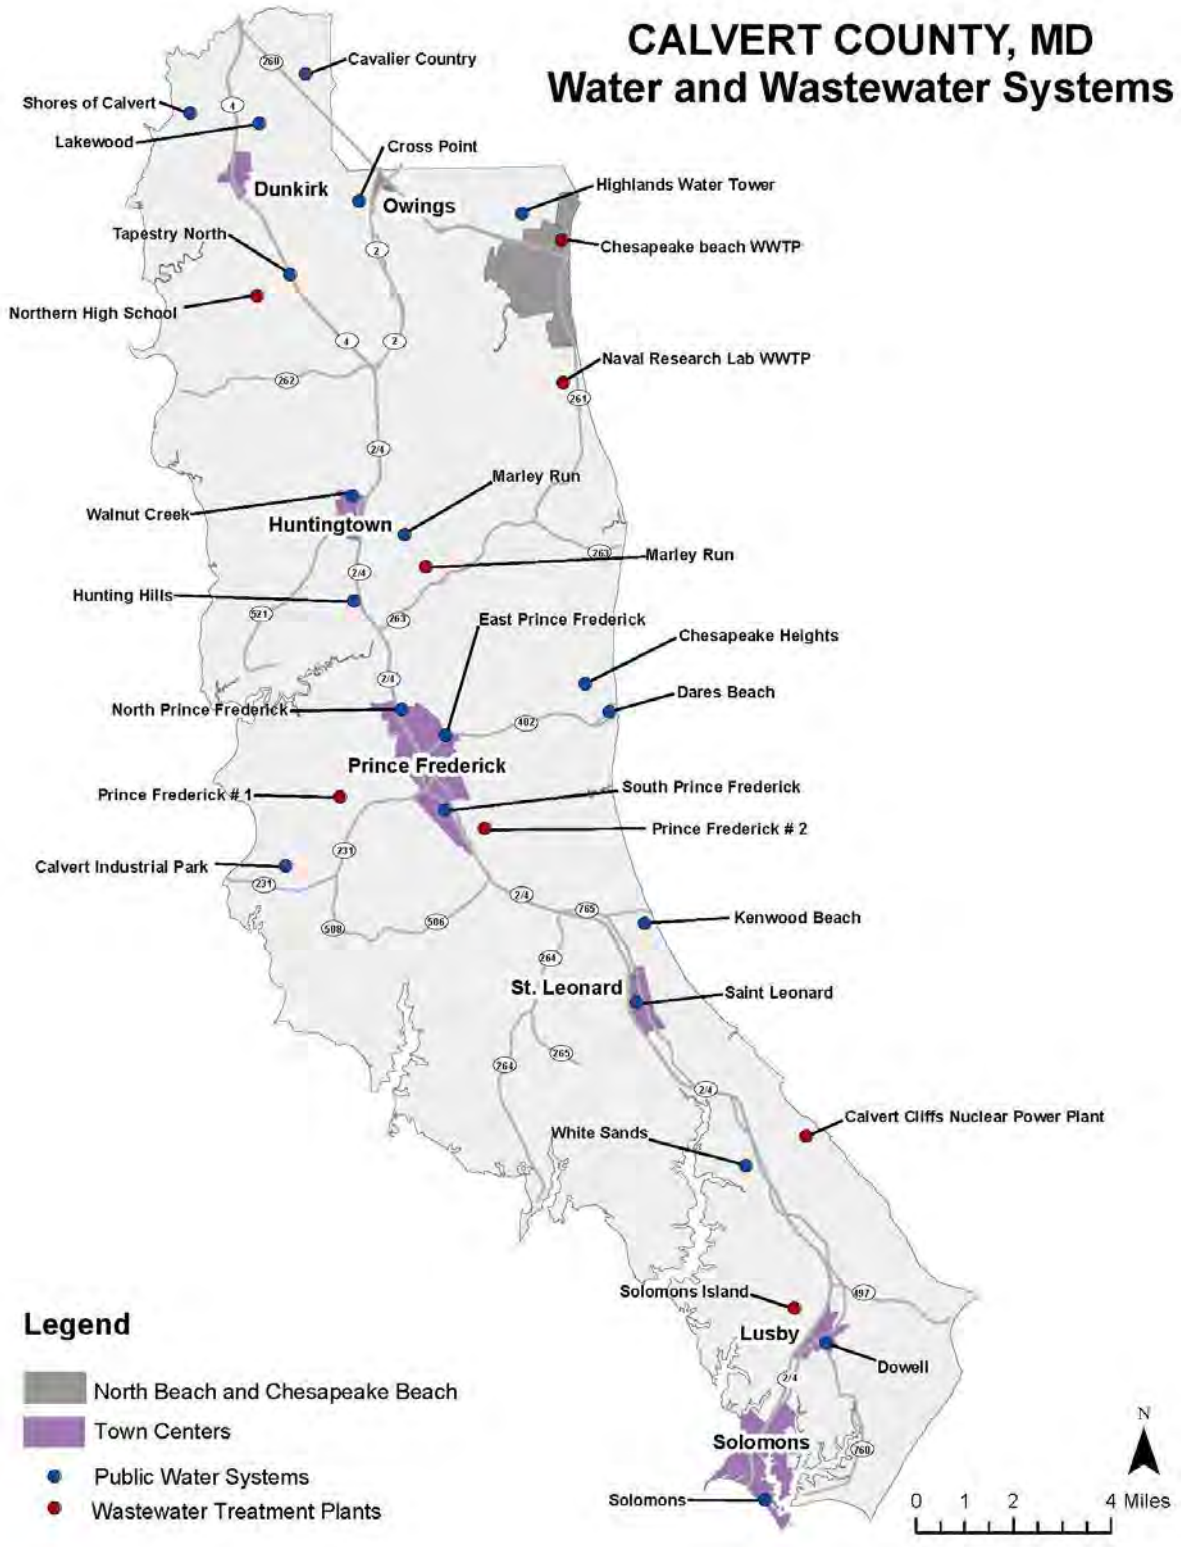 CALVERT COUNTY, MD
Water and Wastewater Systems
260
Cavalier Country
Shores of Calvert
4
Lakewood
Cross Point
Dunkirk
Highlands Water Tower
Owings
Tapestry North
2
Chesapeake beach WWTP
Northern High School
4
2
Naval Research Lab WWTP
262
261
2/4
Marley Run
Walnut Creek
Huntingtown
263
Marley Run
2/4
Hunting Hills
521
263
East Prince Frederick
Chesapeake Heights
2/4
Dares Beach
North Prince Frederick
402
Prince Frederick
South Prince Frederick
Prince Frederick # 1
Prince Frederick # 2
231
Calvert Industrial Park
231
2/4
765
Kenwood Beach
506
508
264
St. Leonard
Saint Leonard
265
264
2/4
Calvert Cliffs Nuclear Power Plant
White Sands
Solomons Island
497
Lusby
Dowell
2/4
Solomons
760
Solomons
Legend
North Beach and Chesapeake Beach
Town Centers
Public Water Systems
Wastewater Treatment Plants
N
0 1 2 4 Miles